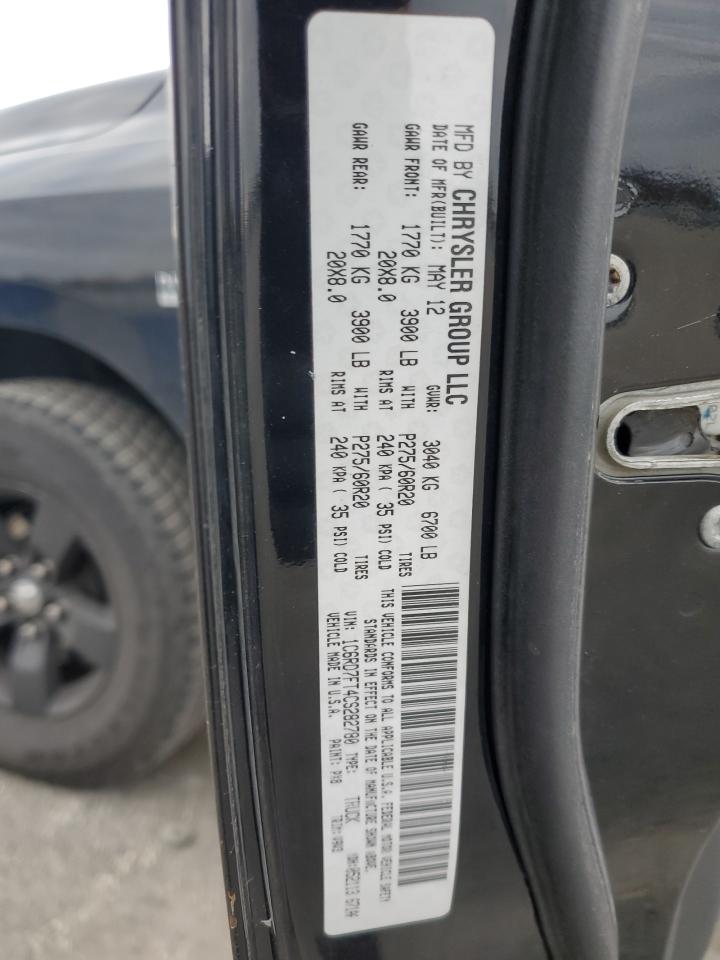 MFD BY CHRYSLER GROUP LLC
DATE OF MFR(BUILT): MAY 12 GVWR: 3040 KG 6700 LB
GAWR FRONT: 1770 KG 3900 LB WITH P275/60R20 TIRES
20X8.0 RIMS AT 240 KPA ( 35 PSI) COLD
GAWR REAR: 1770 KG 3900 LB WITH P275/60R20 TIRES
20X8.0 RIMS AT 240 KPA ( 35 PSI) COLD
THIS VEHICLE CONFORMS TO ALL APPLICABLE U.S.A. FEDERAL MOTOR VEHICLE SAFETY
STANDARDS IN EFFECT ON THE DATE OF MANUFACTURE SHOWN ABOVE.
VIN: 1C6RD7FT4CS282780 TYPE: TRUCK
VEHICLE MADE IN U.S.A. PAINT: TRIM: